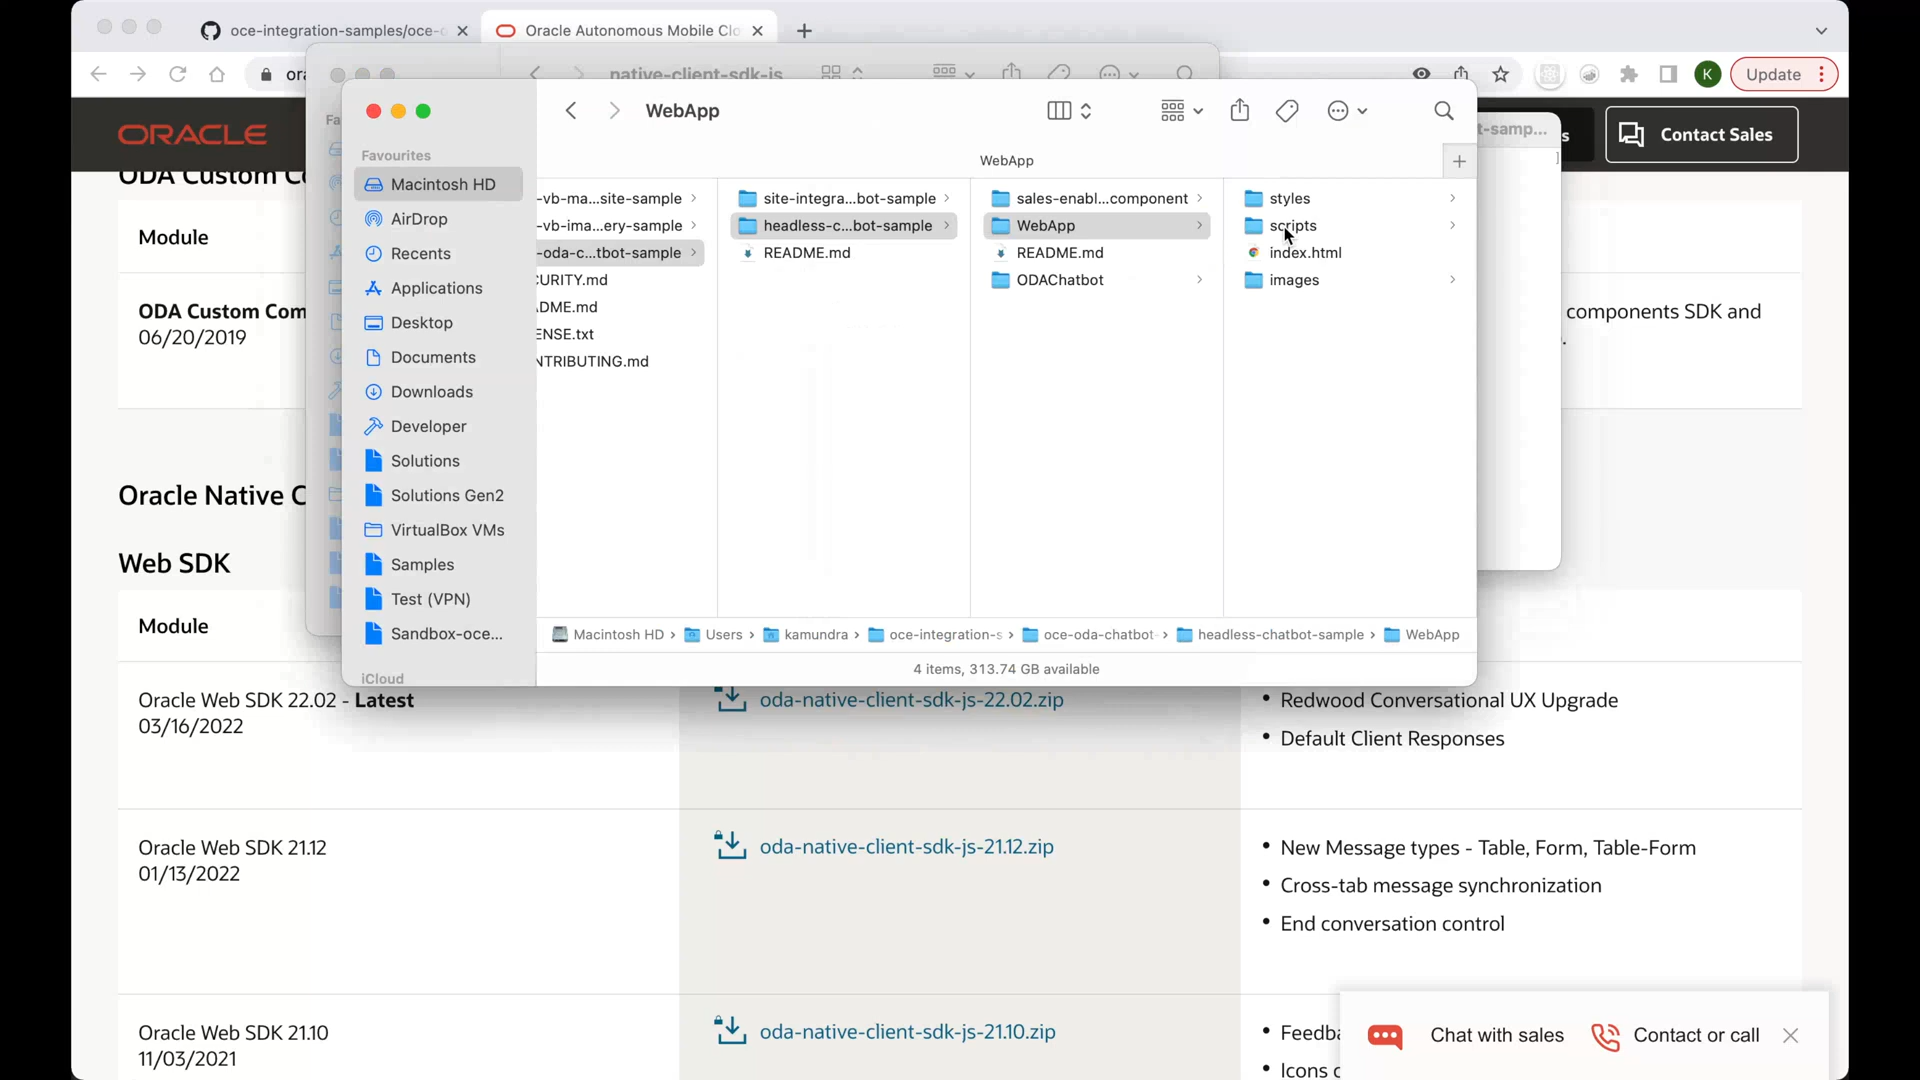 oce-integration-samples/oce-c
Oracle Autonomous Mobile Clo
ora
native-client-sdk-js
K
Update
ORACLE
Contact Sales
ODA Custom Co
Module
ODA Custom Com
06/20/2019
components SDK and
Oracle Native C
Web SDK
Module
Fa
t-samp...
s
WebApp
WebApp
Favourites
Macintosh HD
AirDrop
Recents
Applications
Desktop
Documents
Downloads
Developer
Solutions
Solutions Gen2
VirtualBox VMs
Samples
Test (VPN)
Sandbox-oce...
iCloud
-vb-ma...site-sample
-vb-ima...ery-sample
-oda-c...tbot-sample
CURITY.md
DME.md
ENSE.txt
NTRIBUTING.md
site-integra...bot-sample
headless-c...bot-sample
README.md
sales-enabl...component
WebApp
README.md
ODAChatbot
styles
scripts
index.html
images
Macintosh HD › Users › kamundra › oce-integration-s › oce-oda-chatbot- › headless-chatbot-sample › WebApp
4 items, 313.74 GB available
Oracle Web SDK 22.02 - Latest
03/16/2022
oda-native-client-sdk-js-22.02.zip
• Redwood Conversational UX Upgrade
• Default Client Responses
Oracle Web SDK 21.12
01/13/2022
oda-native-client-sdk-js-21.12.zip
• New Message types - Table, Form, Table-Form
• Cross-tab message synchronization
• End conversation control
Oracle Web SDK 21.10
11/03/2021
oda-native-client-sdk-js-21.10.zip
• Feedba
• Icons c
Chat with sales
Contact or call